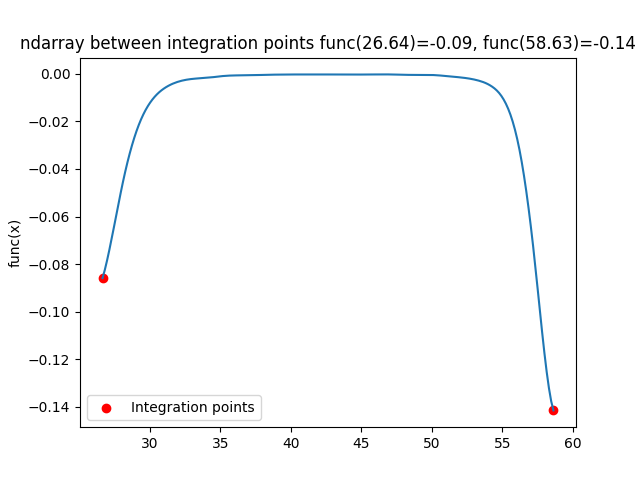 ndarray between integration points func(26.64)=-0.09, func(58.63)=-0.14
0.00
−0.02
−0.04
−0.06
−0.08
−0.10
−0.12
−0.14
func(x)
Integration points
30 35 40 45 50 55 60